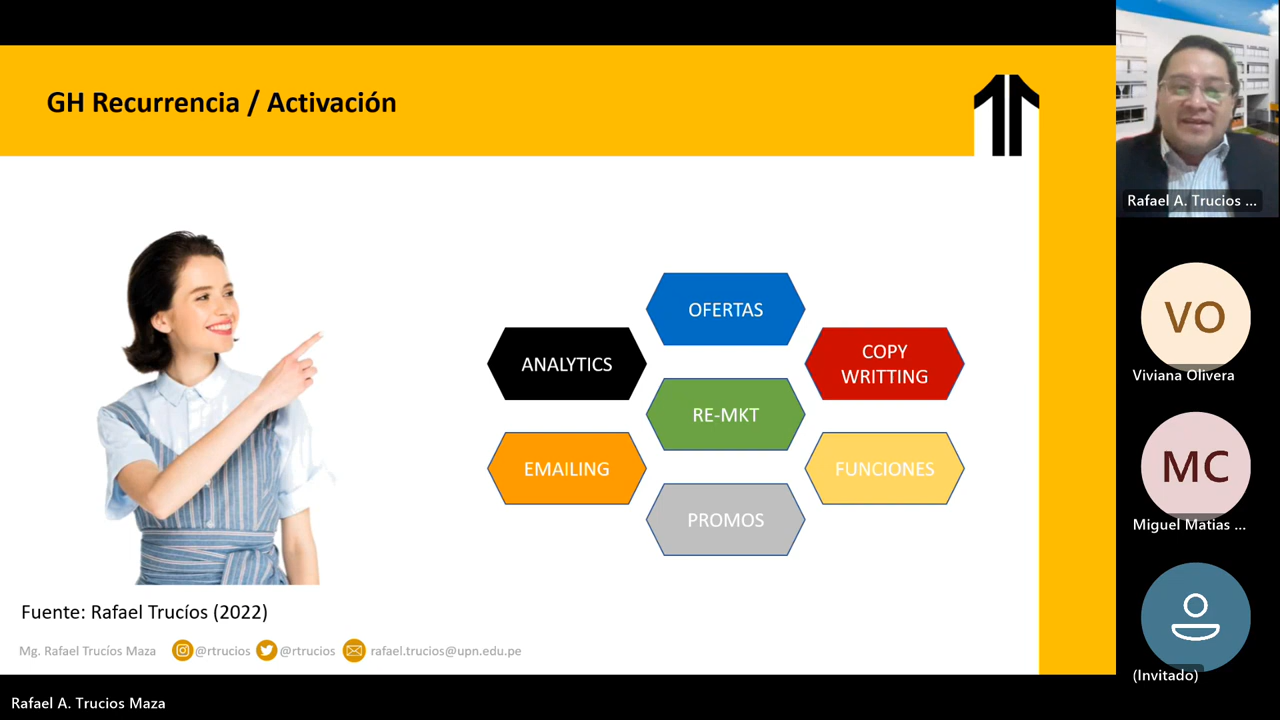 GH Recurrencia / Activación
OFERTAS
ANALYTICS
COPY
WRITTING
RE-MKT
EMAILING
FUNCIONES
PROMOS
Fuente: Rafael Trucíos (2022)
Mg. Rafael Trucíos Maza @rtrucios @rtrucios rafael.trucios@upn.edu.pe
Rafael A. Trucios Maza
Rafael A. Trucios ...
VO
Viviana Olivera
MC
Miguel Matias ...
(Invitado)